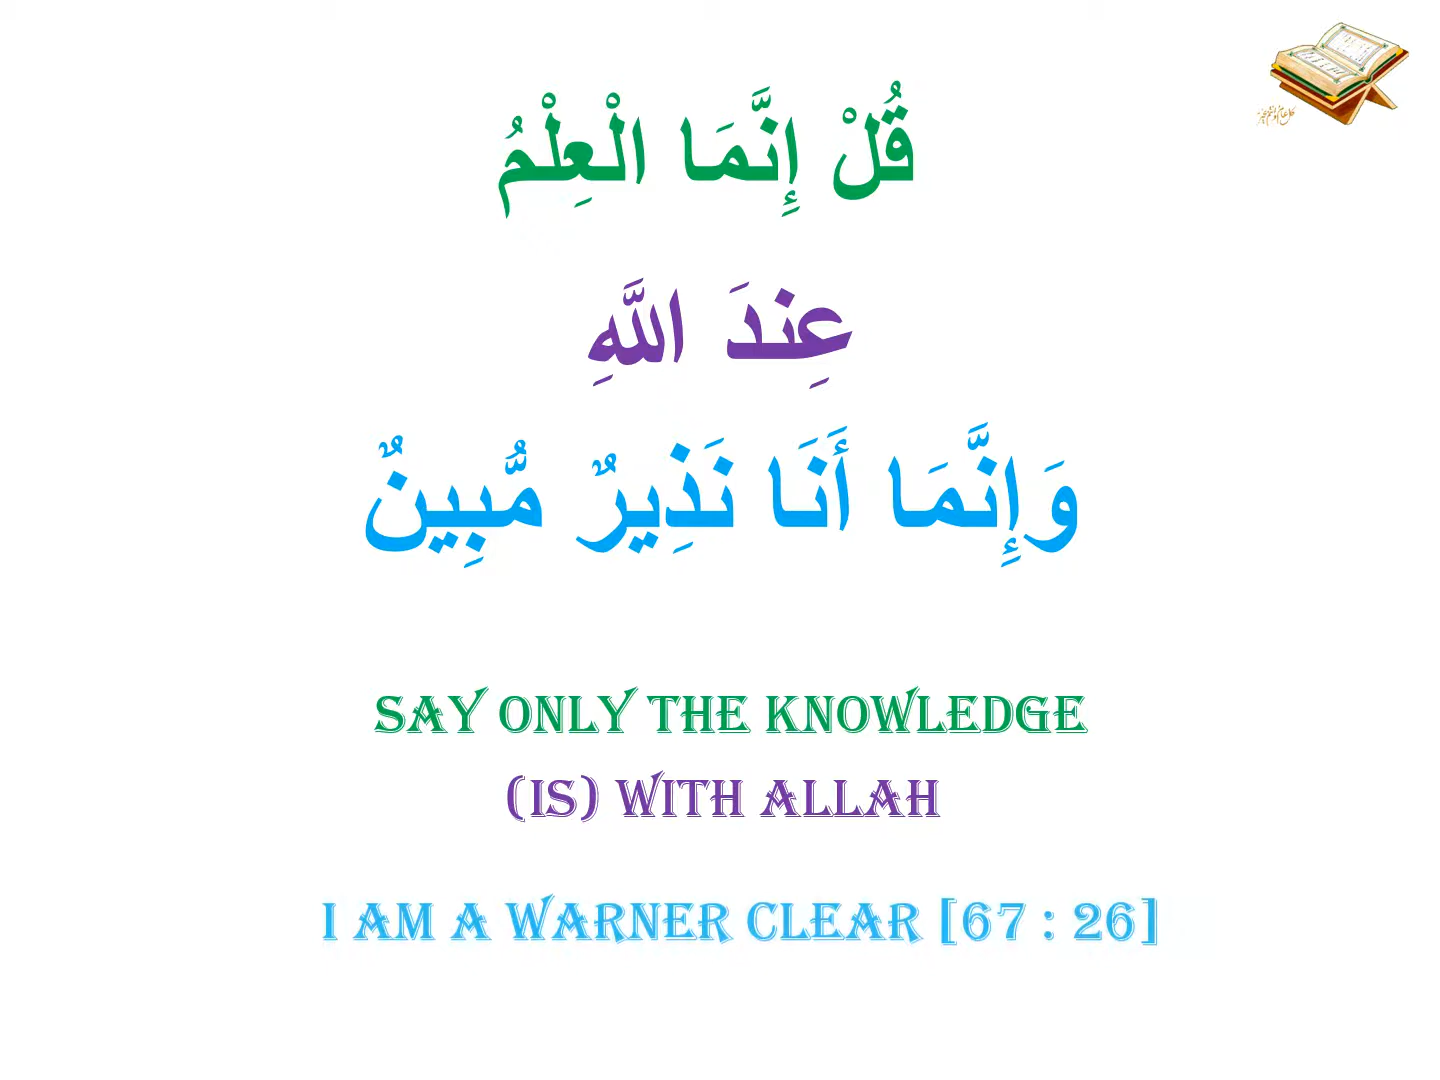 قُلْ إِنَّمَا الْعِلْمُ
عِندَ اللَّهِ
وَإِنَّمَا أَنَا نَذِيرٌ مُّبِينٌ
SAY ONLY THE KNOWLEDGE
(IS) WITH ALLAH
I AM A WARNER CLEAR [67 : 26]